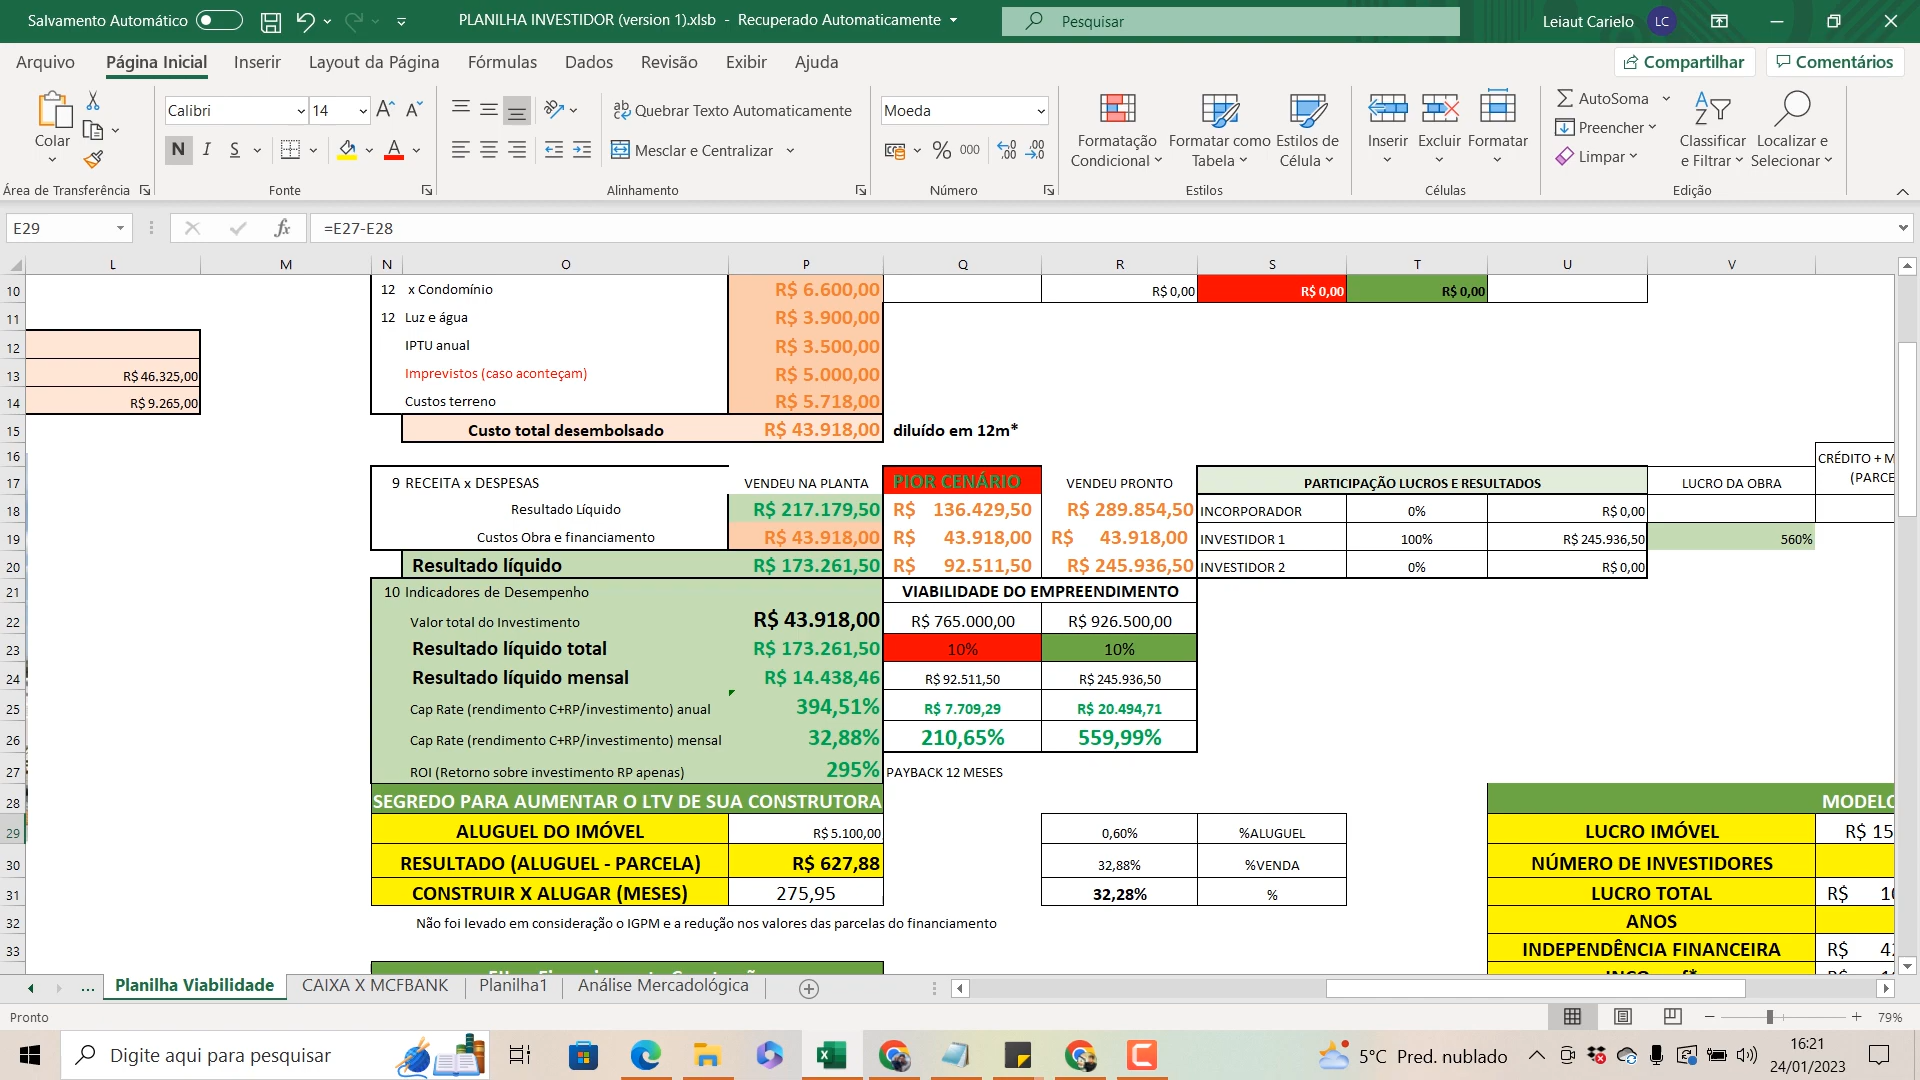 Salvamento Automático
PLANILHA INVESTIDOR (version 1).xlsb - Recuperado Automaticamente
Pesquisar
Leiaut Carielo
LC
Arquivo
Página Inicial
Inserir
Layout da Página
Fórmulas
Dados
Revisão
Exibir
Ajuda
Compartilhar
Comentários
Colar
Área de Transferência
Calibri
14
N I S
Fonte
Quebrar Texto Automaticamente
Mesclar e Centralizar
Alinhamento
Moeda
% 000
Número
Formatação Condicional
Formatar como Tabela
Estilos de Célula
Estilos
Inserir
Excluir
Formatar
Células
AutoSoma
Preencher
Limpar
Classificar e Filtrar
Localizar e Selecionar
Edição
E29
fx
=E27-E28
L M N O P Q R S T U V
10 12 x Condomínio R$ 6.600,00 R$ 0,00 R$ 0,00 R$ 0,00
11 12 Luz e água R$ 3.900,00
12 IPTU anual R$ 3.500,00
13 R$ 46.325,00 Imprevistos (caso aconteçam) R$ 5.000,00
14 R$ 9.265,00 Custos terreno R$ 5.718,00
15 Custo total desembolsado R$ 43.918,00 diluído em 12m*
16 CRÉDITO + M
17 9 RECEITA x DESPESAS VENDEU NA PLANTA PIOR CENÁRIO VENDEU PRONTO PARTICIPAÇÃO LUCROS E RESULTADOS LUCRO DA OBRA (PARCE
18 Resultado Líquido R$ 217.179,50 R$ 136.429,50 R$ 289.854,50 INCORPORADOR 0% R$ 0,00
19 Custos Obra e financiamento R$ 43.918,00 R$ 43.918,00 R$ 43.918,00 INVESTIDOR 1 100% R$ 245.936,50 560%
20 Resultado líquido R$ 173.261,50 R$ 92.511,50 R$ 245.936,50 INVESTIDOR 2 0% R$ 0,00
21 10 Indicadores de Desempenho VIABILIDADE DO EMPREENDIMENTO
22 Valor total do Investimento R$ 43.918,00 R$ 765.000,00 R$ 926.500,00
23 Resultado líquido total R$ 173.261,50 10% 10%
24 Resultado líquido mensal R$ 14.438,46 R$ 92.511,50 R$ 245.936,50
25 Cap Rate (rendimento C+RP/investimento) anual 394,51% R$ 7.709,29 R$ 20.494,71
26 Cap Rate (rendimento C+RP/investimento) mensal 32,88% 210,65% 559,99%
27 ROI (Retorno sobre investimento RP apenas) 295% PAYBACK 12 MESES
28 SEGREDO PARA AUMENTAR O LTV DE SUA CONSTRUTORA MODELO
29 ALUGUEL DO IMÓVEL R$ 5.100,00 0,60% %ALUGUEL LUCRO IMÓVEL R$ 15
30 RESULTADO (ALUGUEL - PARCELA) R$ 627,88 32,88% %VENDA NÚMERO DE INVESTIDORES
31 CONSTRUIR X ALUGAR (MESES) 275,95 32,28% % LUCRO TOTAL R$ 10
32 Não foi levado em consideração o IGPM e a redução nos valores das parcelas do financiamento ANOS
33 INDEPENDÊNCIA FINANCEIRA R$ 42
... Planilha Viabilidade
CAIXA X MCFBANK
Planilha1
Análise Mercadológica
Pronto
79%
Digite aqui para pesquisar
5°C Pred. nublado
16:21
24/01/2023